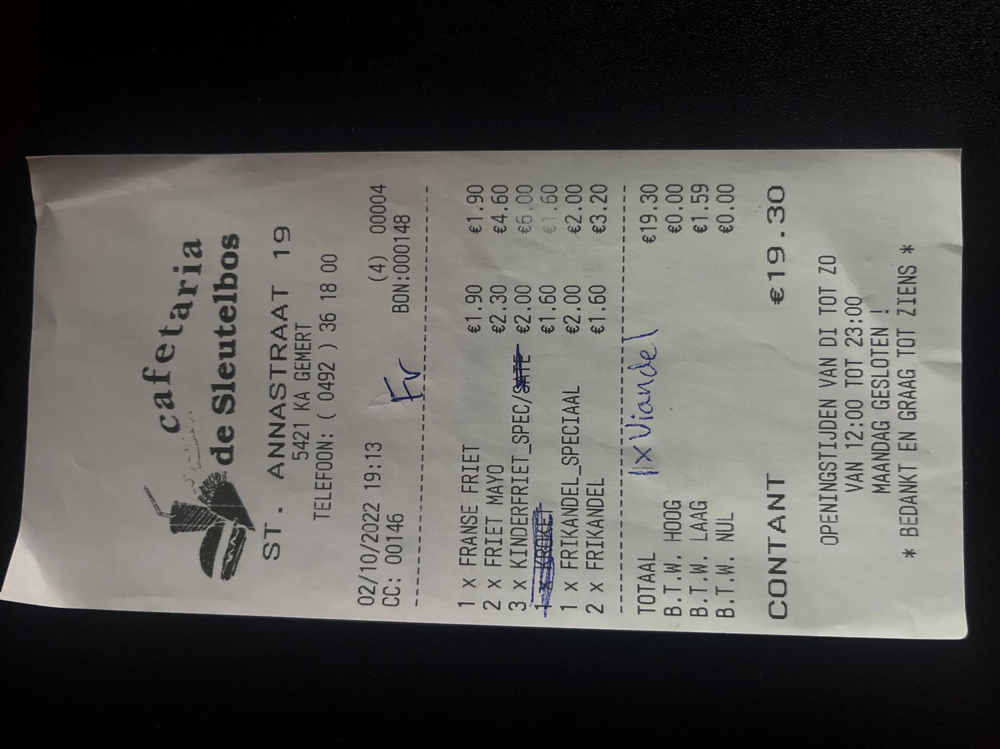 cafetaria
de Sleutelbos
ST. ANNASTRAAT 19
5421 KA GEMERT
TELEFOON: ( 0492 ) 36 18 00
02/10/2022 19:13 (4) 00004
CC: 00146 BON:000148
Fr
1 x FRANSE FRIET €1.90 €1.90
2 x FRIET MAYO €2.30 €4.60
3 x KINDERFRIET_SPEC/SATE €2.00 €6.00
1 x KROKET €1.60 €1.60
1 x FRIKANDEL_SPECIAAL €2.00 €2.00
2 x FRIKANDEL €1.60 €3.20
1x Viandel
TOTAAL €19.30
B.T.W. HOOG €0.00
B.T.W. LAAG €1.59
B.T.W. NUL €0.00
CONTANT €19.30
OPENINGSTIJDEN VAN DI TOT ZO
VAN 12:00 TOT 23:00
MAANDAG GESLOTEN !
* BEDANKT EN GRAAG TOT ZIENS *